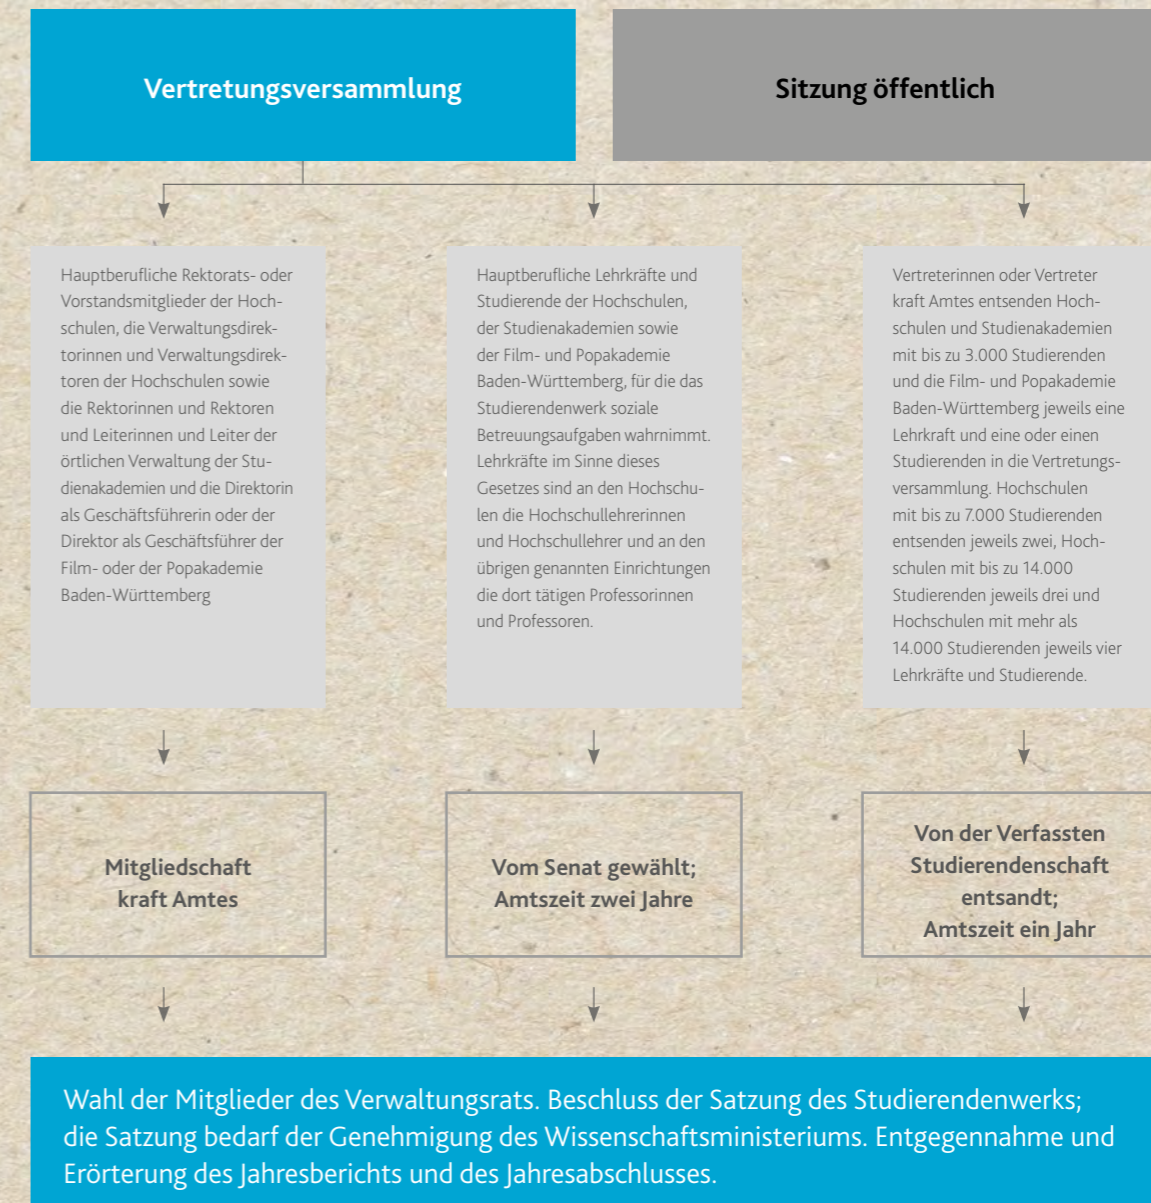 Vertretungsversammlung
Sitzung öffentlich
Hauptberufliche Rektorats- oder
Vorstandsmitglieder der Hoch-
schulen, die Verwaltungsdirek-
torinnen und Verwaltungsdirek-
toren der Hochschulen sowie
die Rektorinnen und Rektoren
und Leiterinnen und Leiter der
örtlichen Verwaltung der Stu-
dienakademien und die Direktorin
als Geschäftsführerin oder der
Direktor als Geschäftsführer der
Film- oder der Popakademie
Baden-Württemberg
Hauptberufliche Lehrkräfte und
Studierende der Hochschulen,
der Studienakademien sowie
der Film- und Popakademie
Baden-Württemberg, für die das
Studierendenwerk soziale
Betreuungsaufgaben wahrnimmt.
Lehrkräfte im Sinne dieses
Gesetzes sind an den Hochschu-
len die Hochschullehrerinnen
und Hochschullehrer und an den
übrigen genannten Einrichtungen
die dort tätigen Professorinnen
und Professoren.
Vertreterinnen oder Vertreter
kraft Amtes entsenden Hoch-
schulen und Studienakademien
mit bis zu 3.000 Studierenden
und die Film- und Popakademie
Baden-Württemberg jeweils eine
Lehrkraft und eine oder einen
Studierenden in die Vertretungs-
versammlung. Hochschulen
mit bis zu 7.000 Studierenden
entsenden jeweils zwei, Hoch-
schulen mit bis zu 14.000
Studierenden jeweils drei und
Hochschulen mit mehr als
14.000 Studierenden jeweils vier
Lehrkräfte und Studierende.
Mitgliedschaft
kraft Amtes
Vom Senat gewählt;
Amtszeit zwei Jahre
Von der Verfassten
Studierendenschaft
entsandt;
Amtszeit ein Jahr
Wahl der Mitglieder des Verwaltungsrats. Beschluss der Satzung des Studierendenwerks;
die Satzung bedarf der Genehmigung des Wissenschaftsministeriums. Entgegennahme und
Erörterung des Jahresberichts und des Jahresabschlusses.